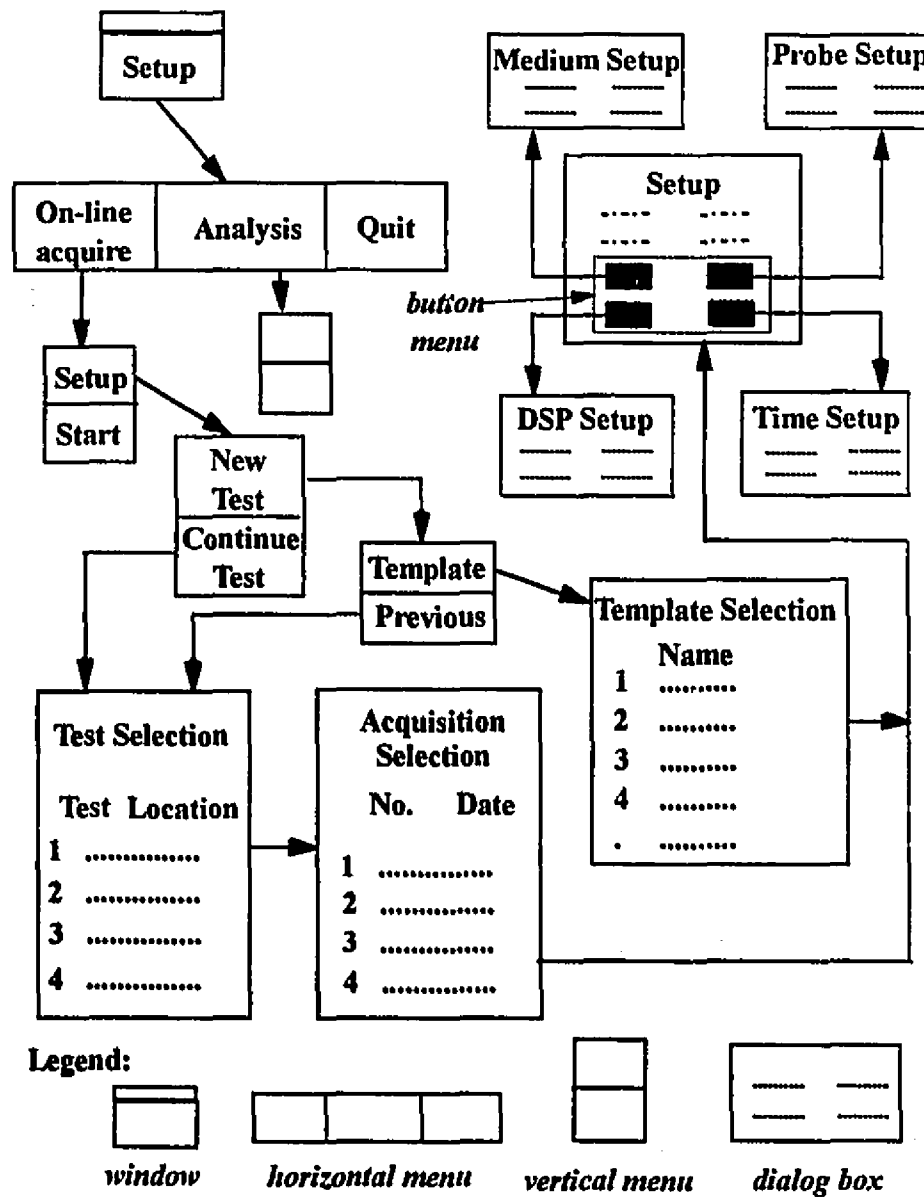 Setup
Medium Setup
Probe Setup
On-line
acquire
Analysis
Quit
Setup
button
menu
Setup
Start
DSP Setup
Time Setup
New
Test
Continue
Test
Template
Previous
Template Selection
Name
1 ..........
2 ..........
3 ..........
4 ..........
. ..........
Test Selection
Test Location
1 ...............
2 ...............
3 ...............
4 ...............
Acquisition
Selection
No. Date
1 ...............
2 ...............
3 ...............
4 ...............
Legend:
window
horizontal menu
vertical menu
dialog box